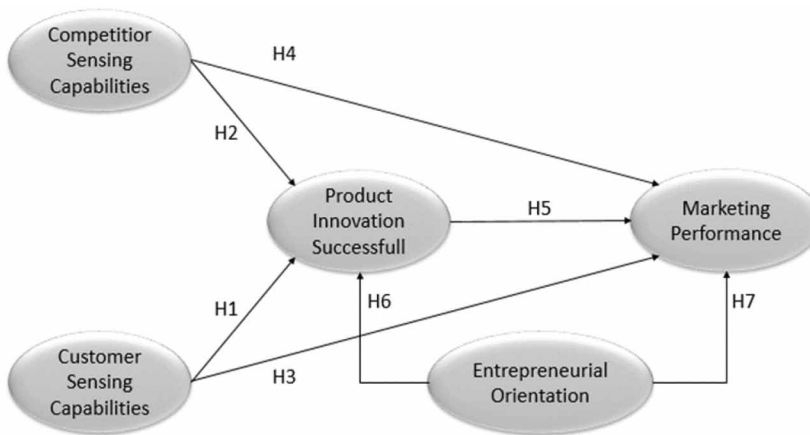 Competitior
Sensing
Capabilities
H4
H2
Product
Innovation
Successfull
H5
Marketing
Performance
H1
H6
H7
Customer
Sensing
Capabilities
H3
Entrepreneurial
Orientation